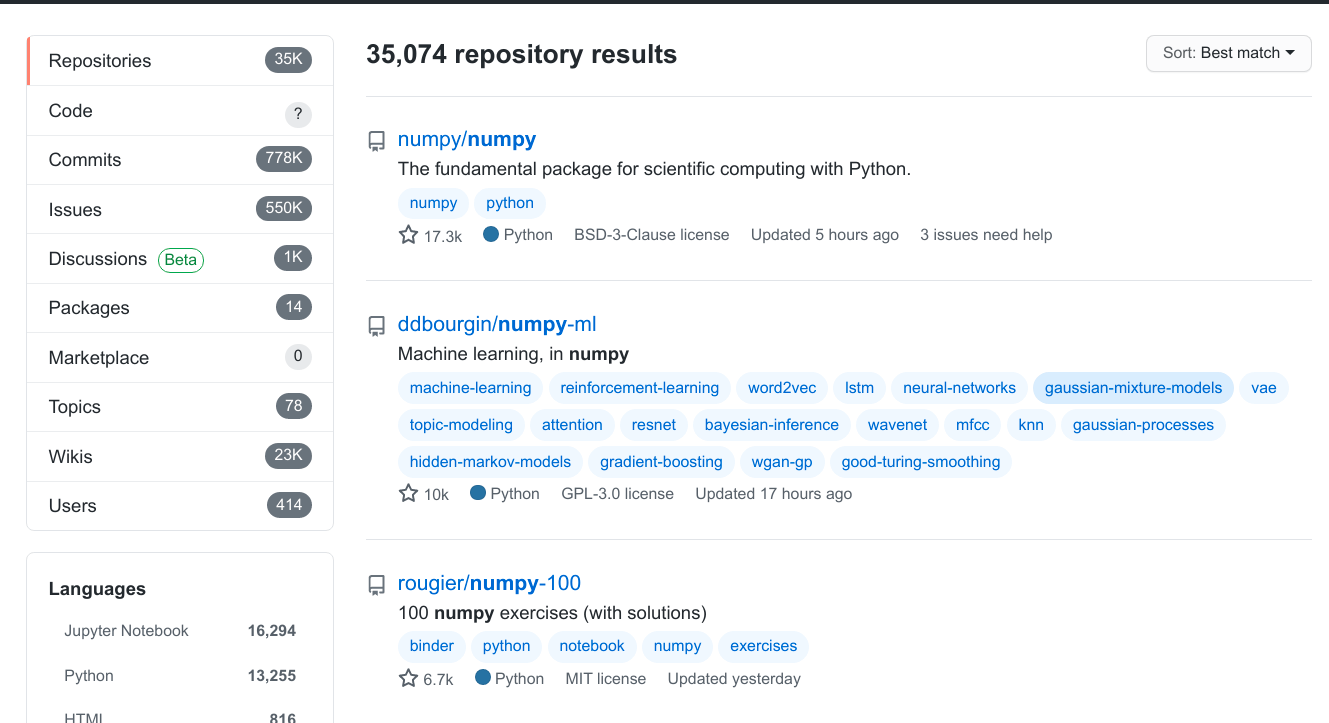 Repositories 35K
Code ?
Commits 778K
Issues 550K
Discussions Beta 1K
Packages 14
Marketplace 0
Topics 78
Wikis 23K
Users 414
Languages
Jupyter Notebook 16,294
Python 13,255
HTML 816
35,074 repository results
Sort: Best match
numpy/numpy
The fundamental package for scientific computing with Python.
numpy python
17.3k Python BSD-3-Clause license Updated 5 hours ago 3 issues need help
ddbourgin/numpy-ml
Machine learning, in numpy
machine-learning reinforcement-learning word2vec lstm neural-networks gaussian-mixture-models vae
topic-modeling attention resnet bayesian-inference wavenet mfcc knn gaussian-processes
hidden-markov-models gradient-boosting wgan-gp good-turing-smoothing
10k Python GPL-3.0 license Updated 17 hours ago
rougier/numpy-100
100 numpy exercises (with solutions)
binder python notebook numpy exercises
6.7k Python MIT license Updated yesterday